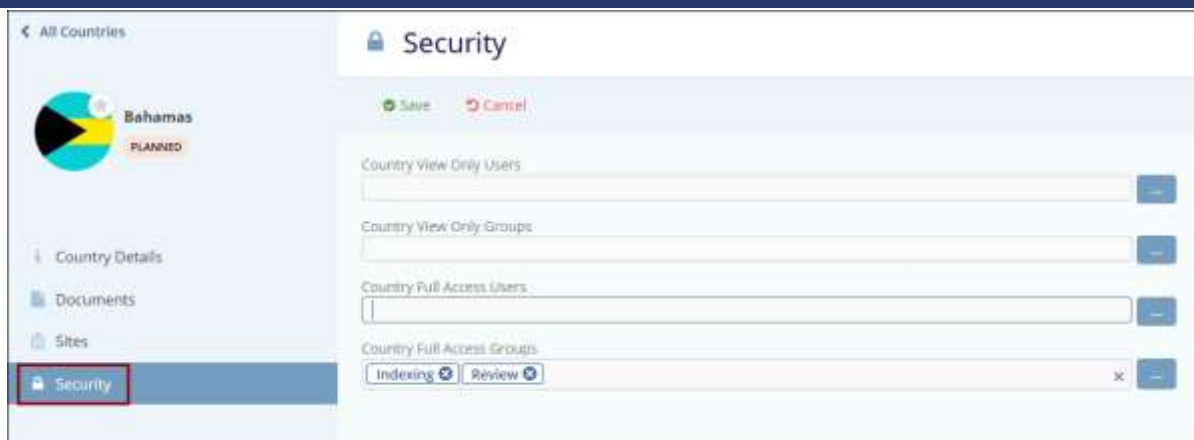 All Countries
Security
Bahamas
PLANNED
Save Cancel
Country View Only Users
...
Country View Only Groups
...
Country Details
Country Full Access Users
Documents
...
Sites
Country Full Access Groups
Indexing Review
...
Security